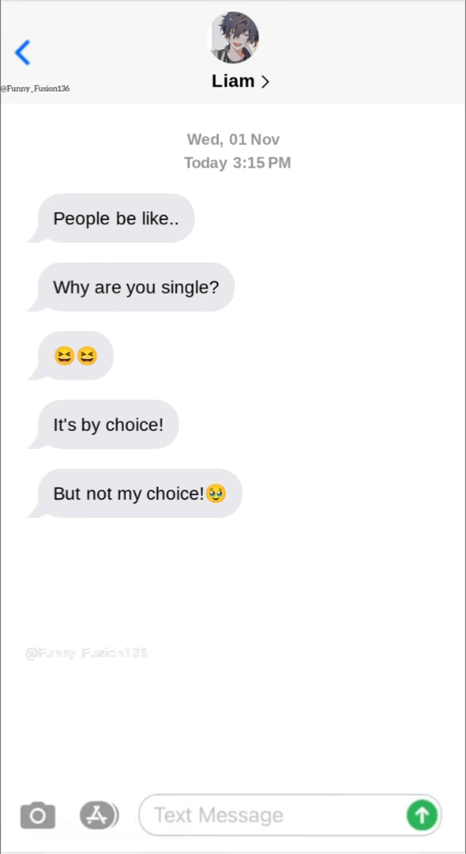 Liam
@Funny_Fusion136
Wed, 01 Nov
Today 3:15 PM
People be like..
Why are you single?
😆😆
It's by choice!
But not my choice!🥹
@Funny_Fusion136
Text Message